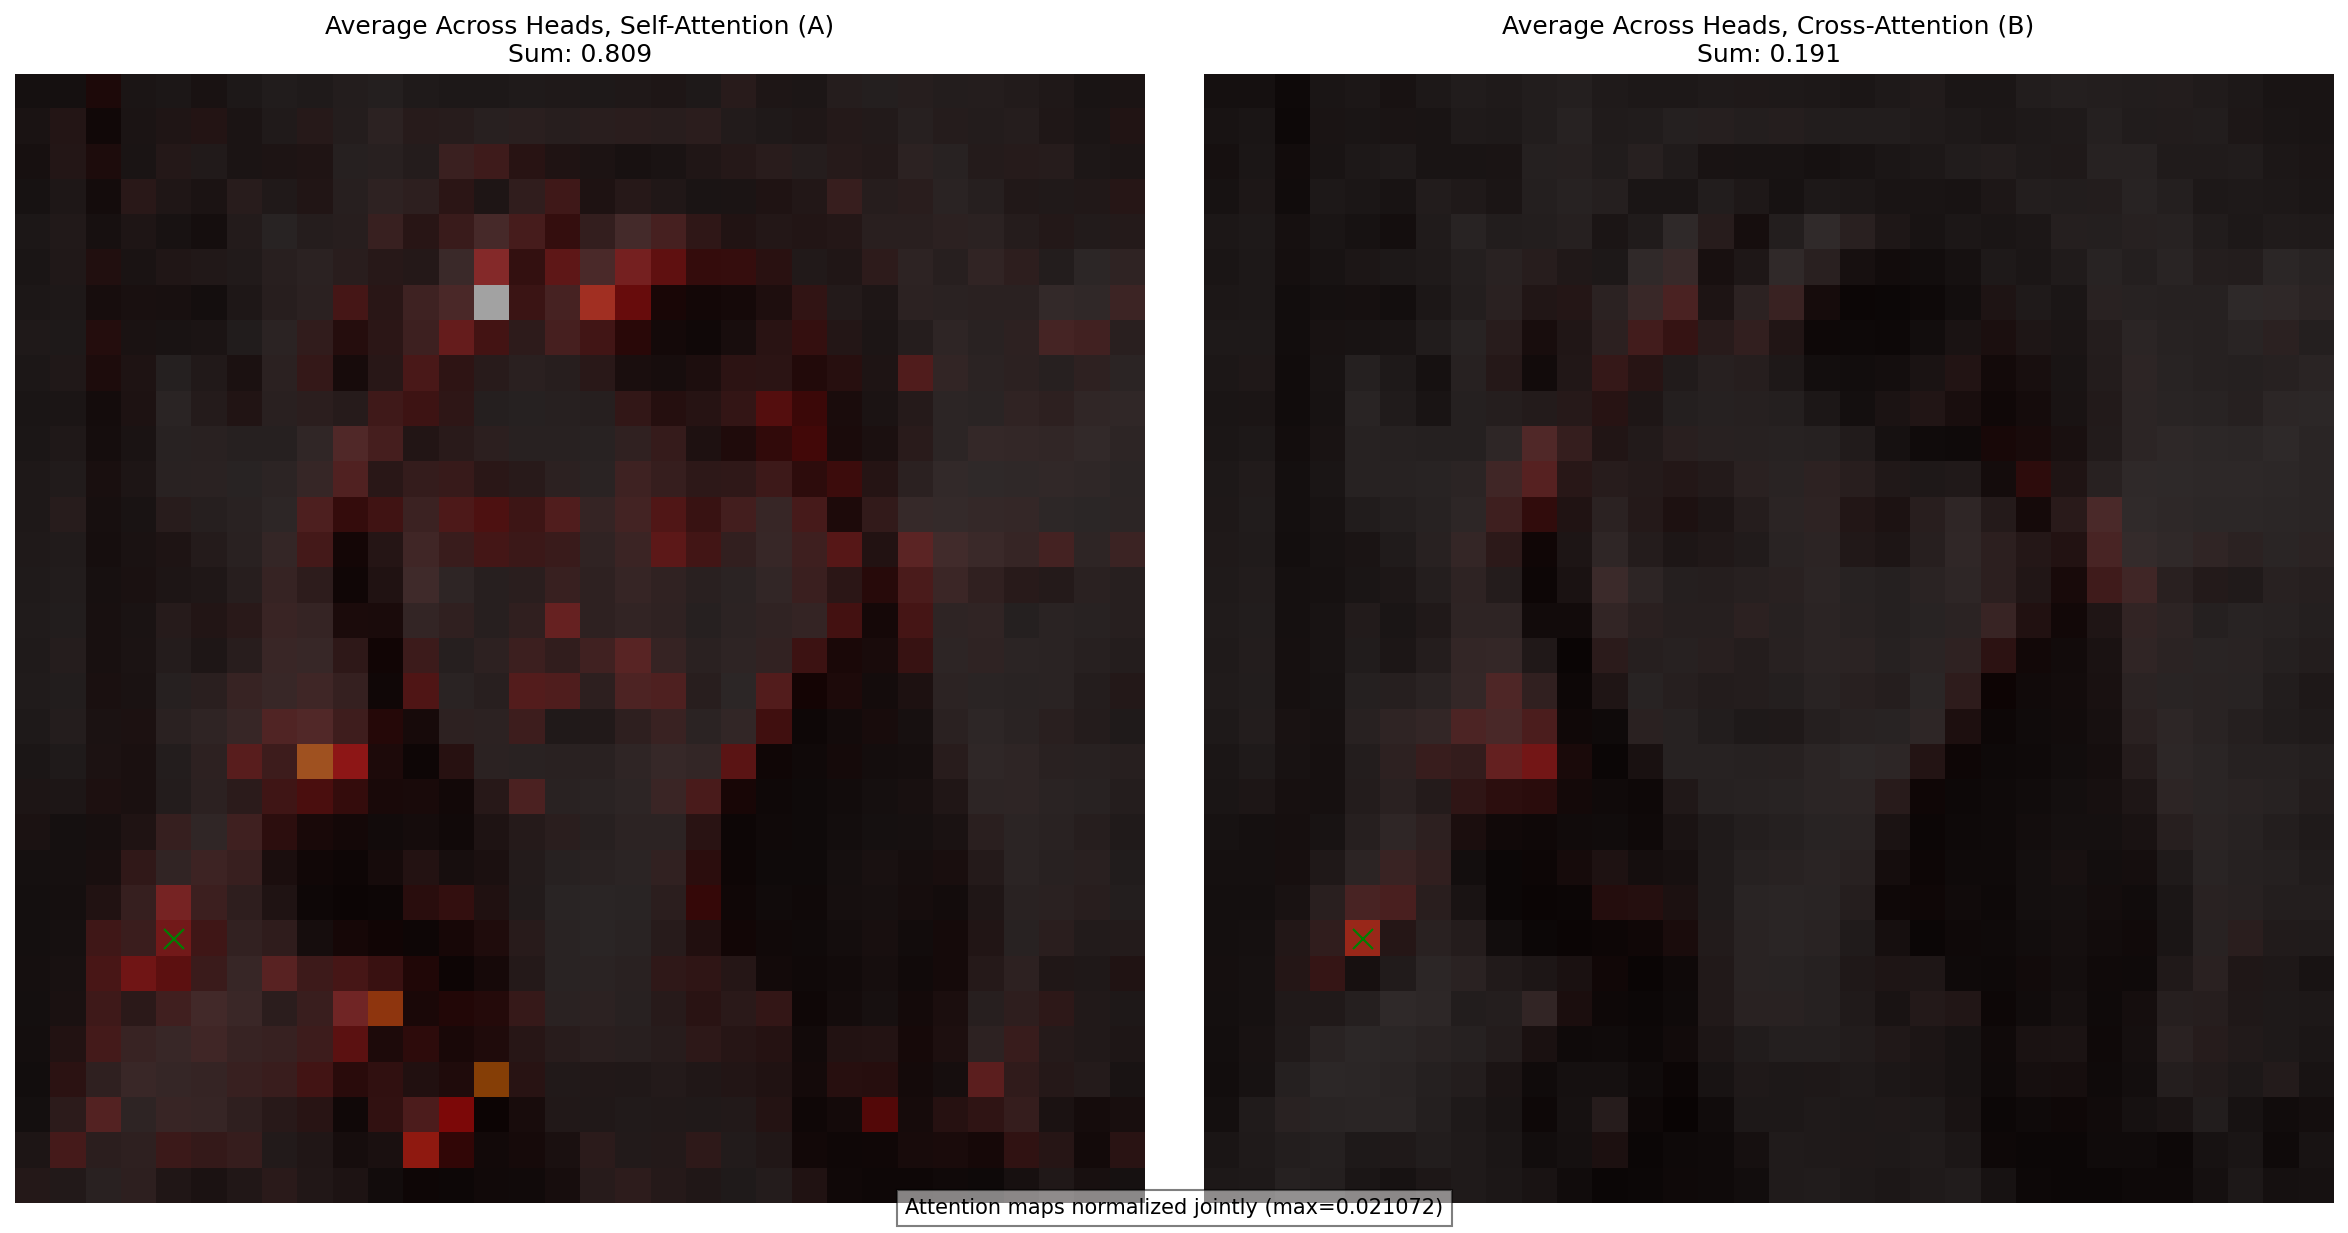 Average Across Heads, Self-Attention (A)
Sum: 0.809
Average Across Heads, Cross-Attention (B)
Sum: 0.191
Attention maps normalized jointly (max=0.021072)